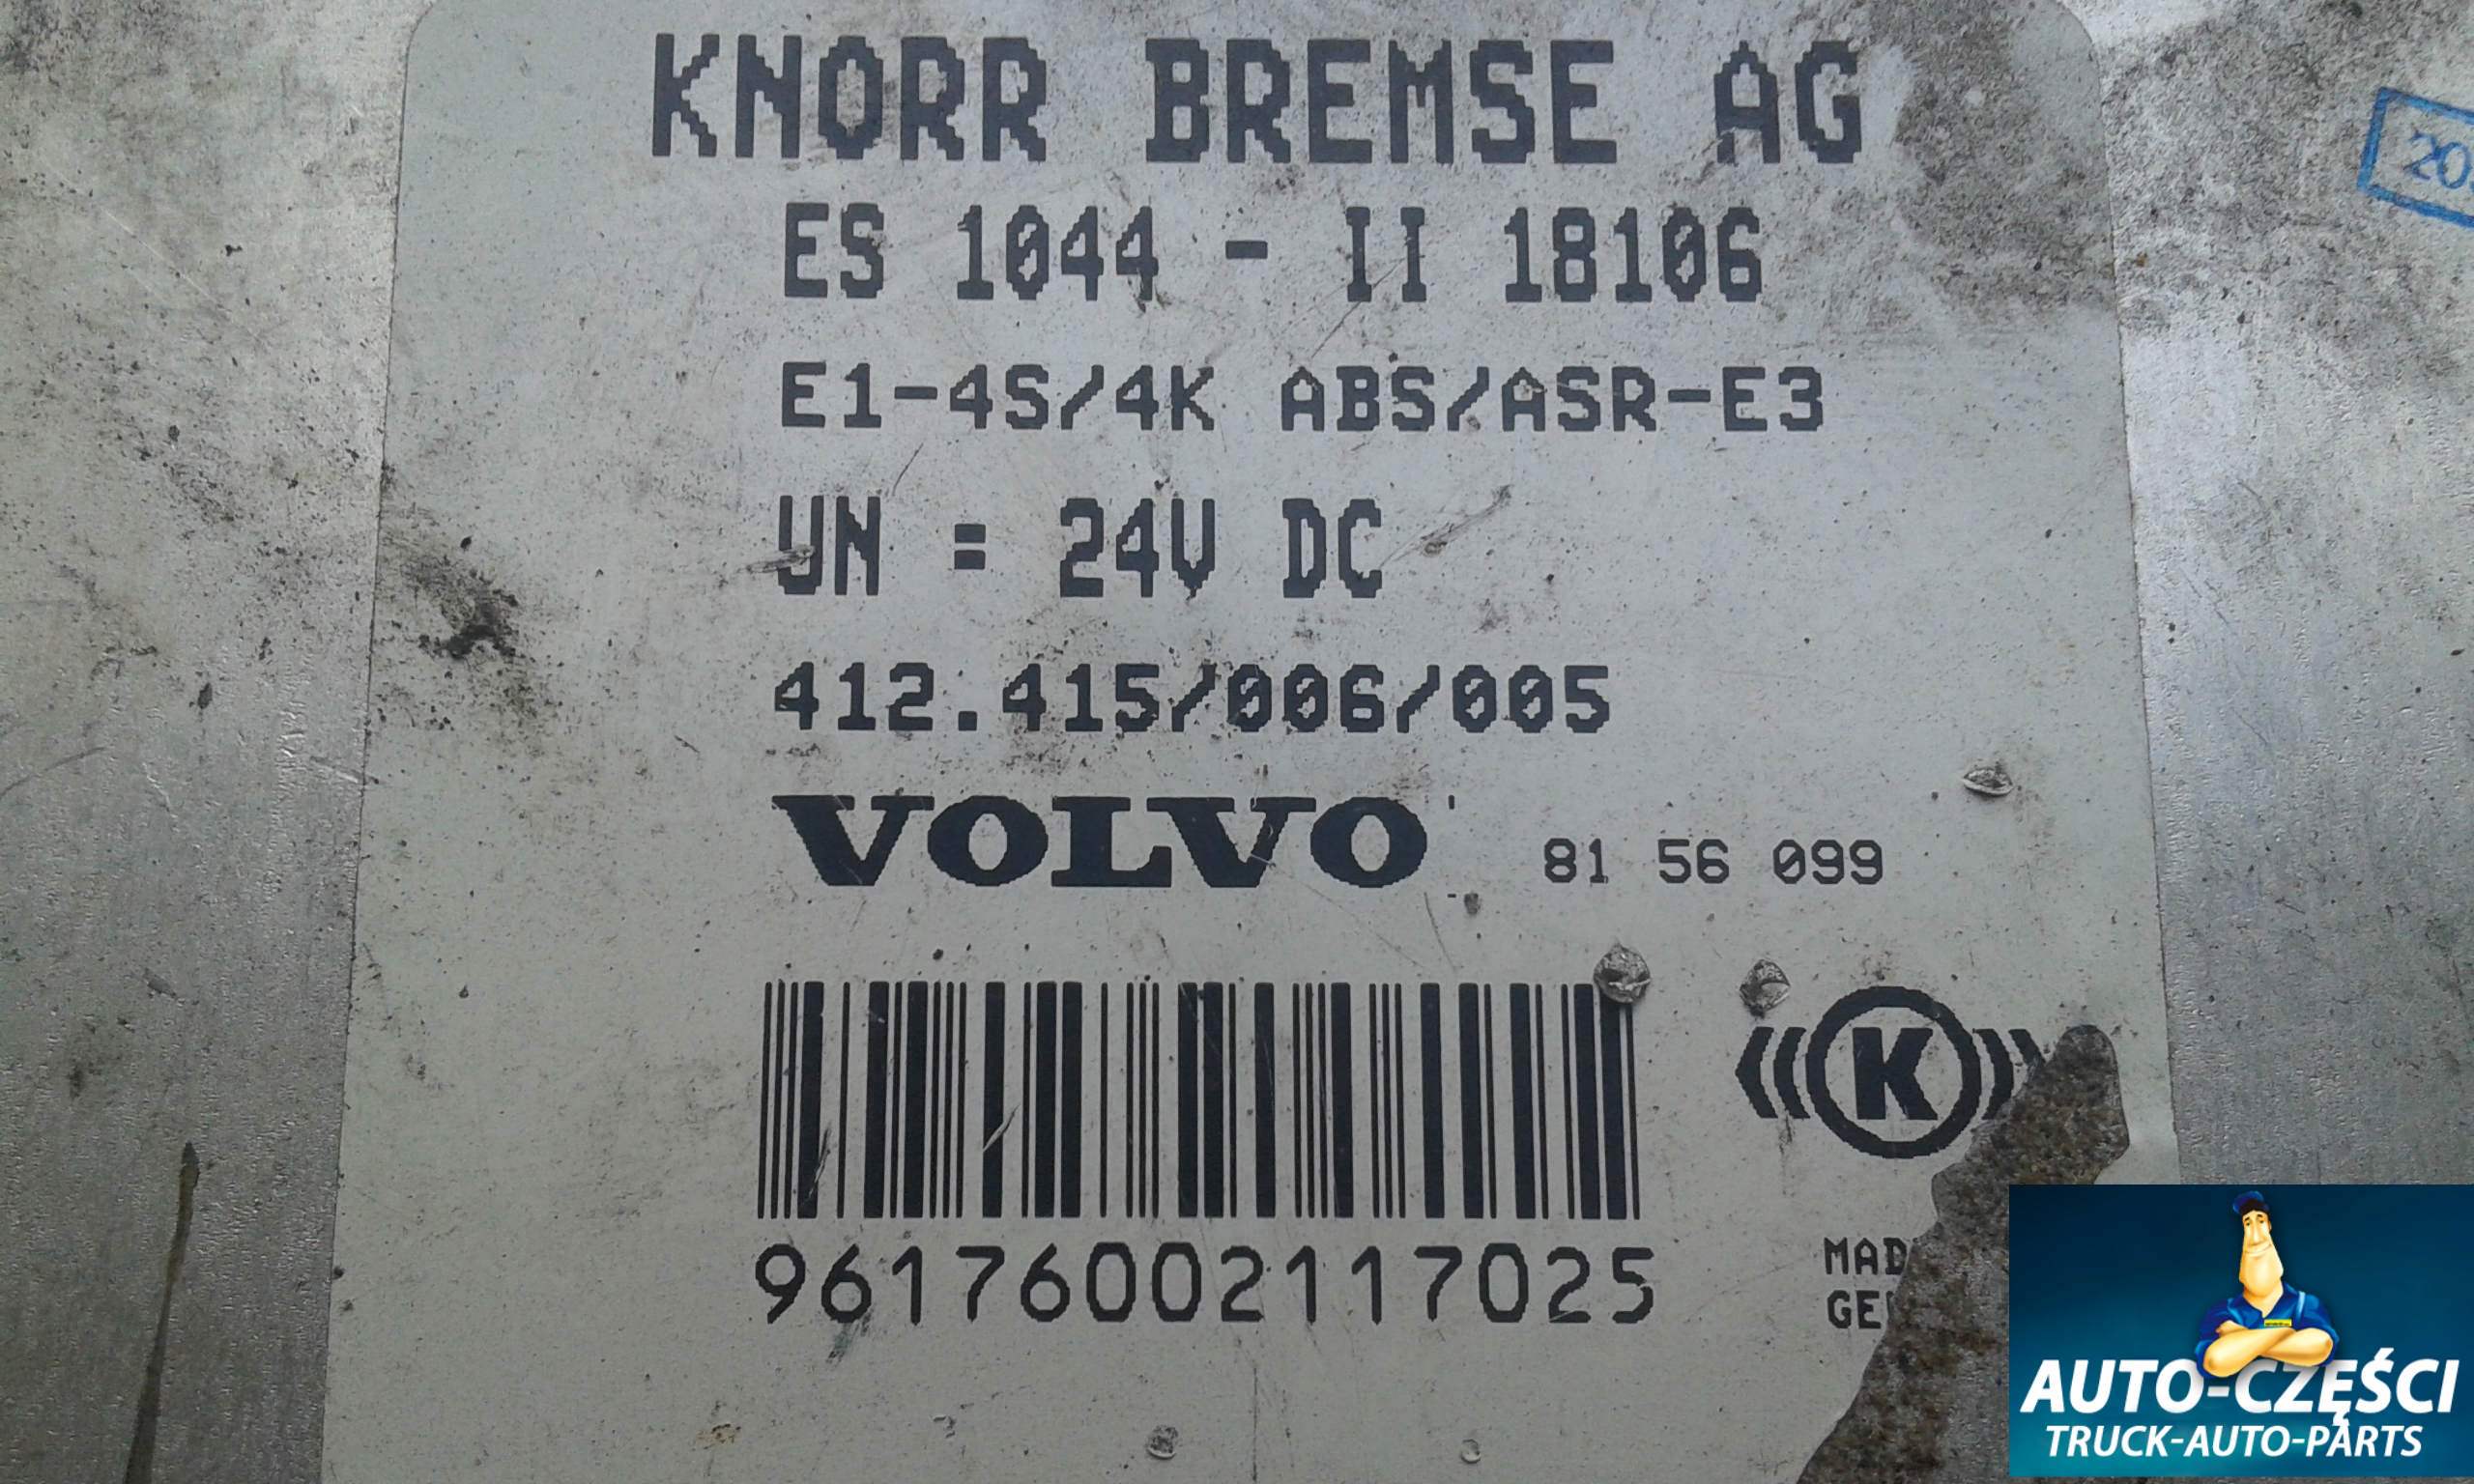 KNORR BREMSE AG
ES 1044 - II 18106
E1-4S/4K ABS/ASR-E3
UN = 24V DC
412.415/006/005
VOLVO 81 56 099
K
96176002117025
AUTO-CZĘŚCI
TRUCK-AUTO-PARTS